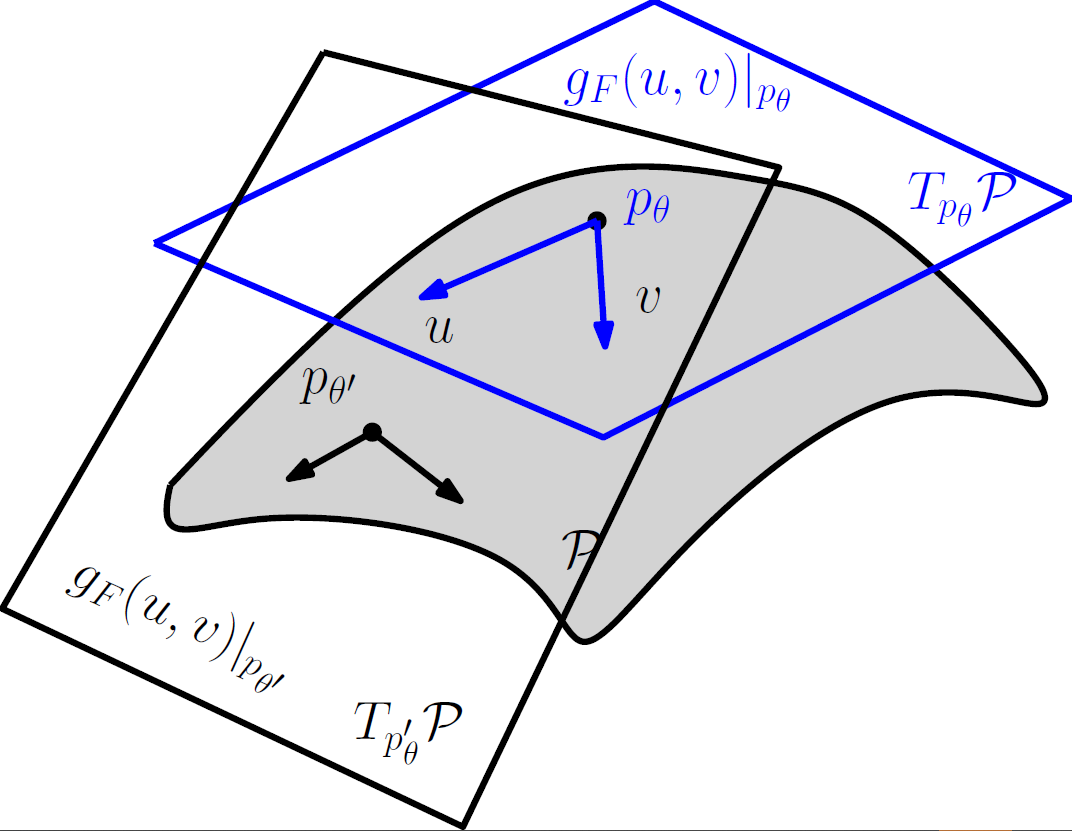 g_F(u, v)|_{p_θ}
T_{p_θ}𝒫
p_θ
v
u
p_{θ'}
𝒫
g_F(u, v)|_{p_{θ'}}
T_{p'_θ}𝒫